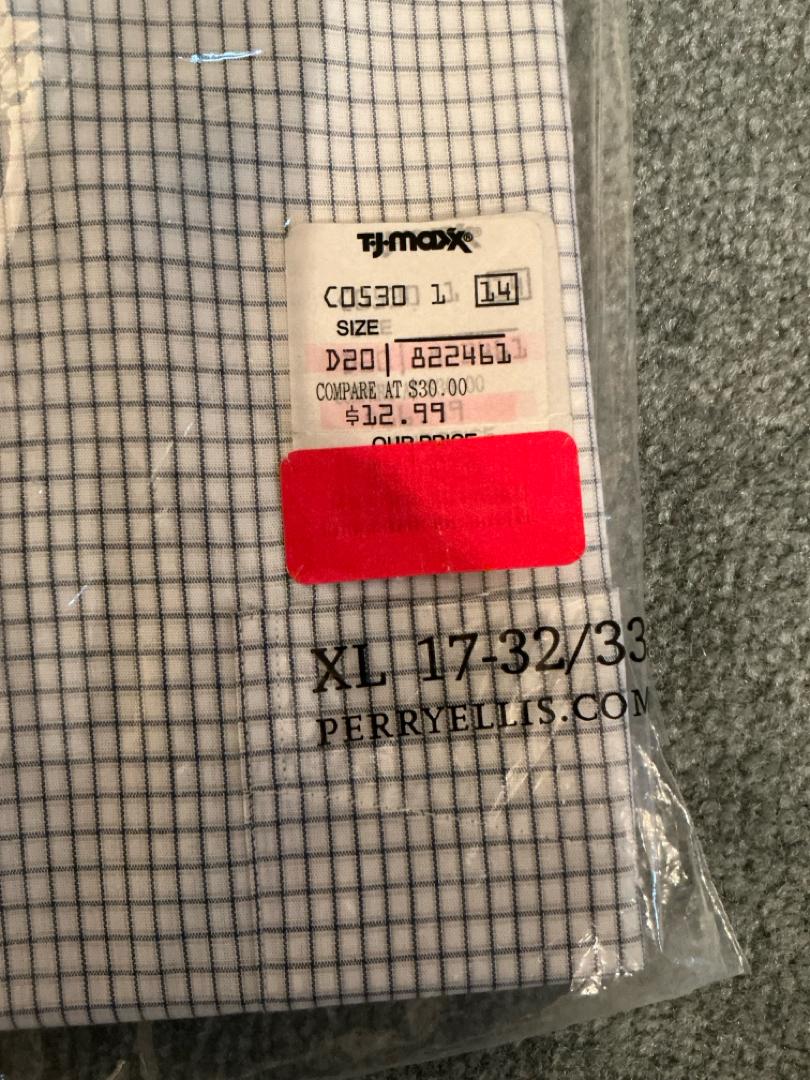 T·J·maxx®
C0530 1 14
SIZE
D20 822461
COMPARE AT $30.00
$12.99
OUR PRICE
XL 17-32/33
PERRYELLIS.COM